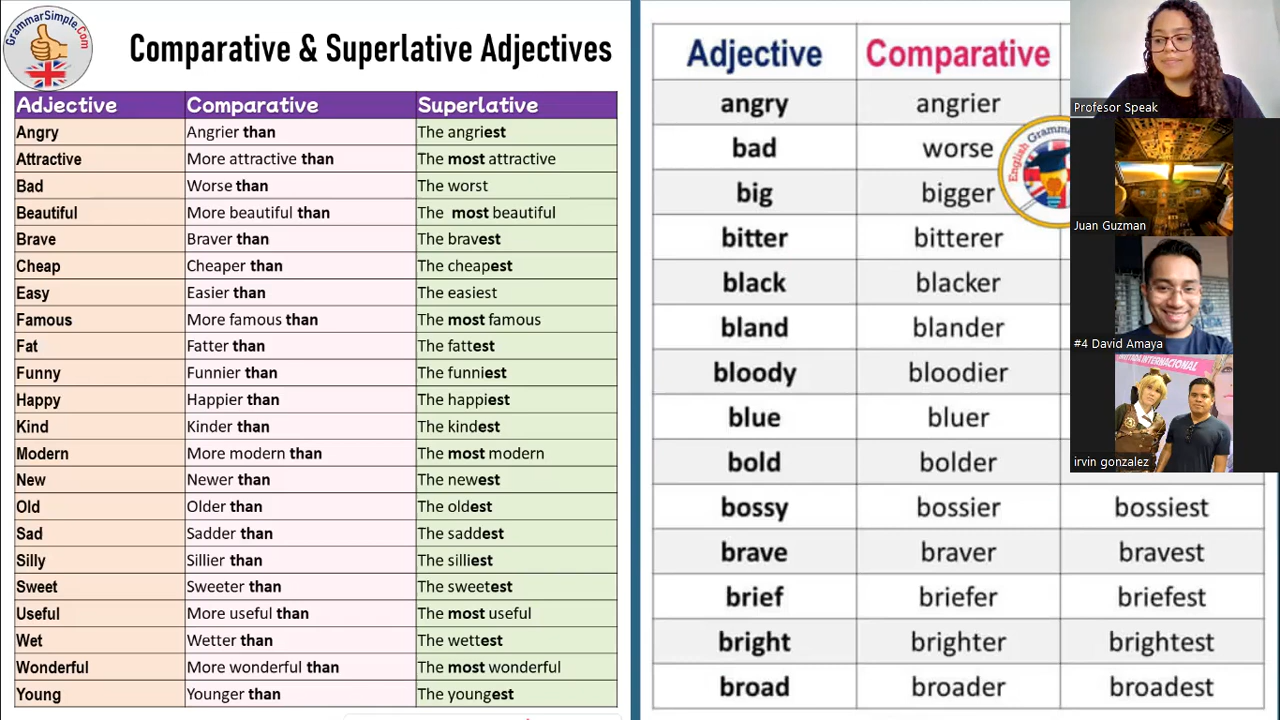 GrammarSimple.Com
Comparative & Superlative Adjectives
Adjective Comparative Superlative
Angry Angrier than The angriest
Attractive More attractive than The most attractive
Bad Worse than The worst
Beautiful More beautiful than The most beautiful
Brave Braver than The bravest
Cheap Cheaper than The cheapest
Easy Easier than The easiest
Famous More famous than The most famous
Fat Fatter than The fattest
Funny Funnier than The funniest
Happy Happier than The happiest
Kind Kinder than The kindest
Modern More modern than The most modern
New Newer than The newest
Old Older than The oldest
Sad Sadder than The saddest
Silly Sillier than The silliest
Sweet Sweeter than The sweetest
Useful More useful than The most useful
Wet Wetter than The wettest
Wonderful More wonderful than The most wonderful
Young Younger than The youngest
Adjective Comparative
angry angrier
bad worse
big bigger
bitter bitterer
black blacker
bland blander
bloody bloodier
blue bluer
bold bolder
bossy bossier bossiest
brave braver bravest
brief briefer briefest
bright brighter brightest
broad broader broadest
English Gramma
Profesor Speak
Juan Guzman
#4 David Amaya
INTERNACIONAL
irvin gonzalez